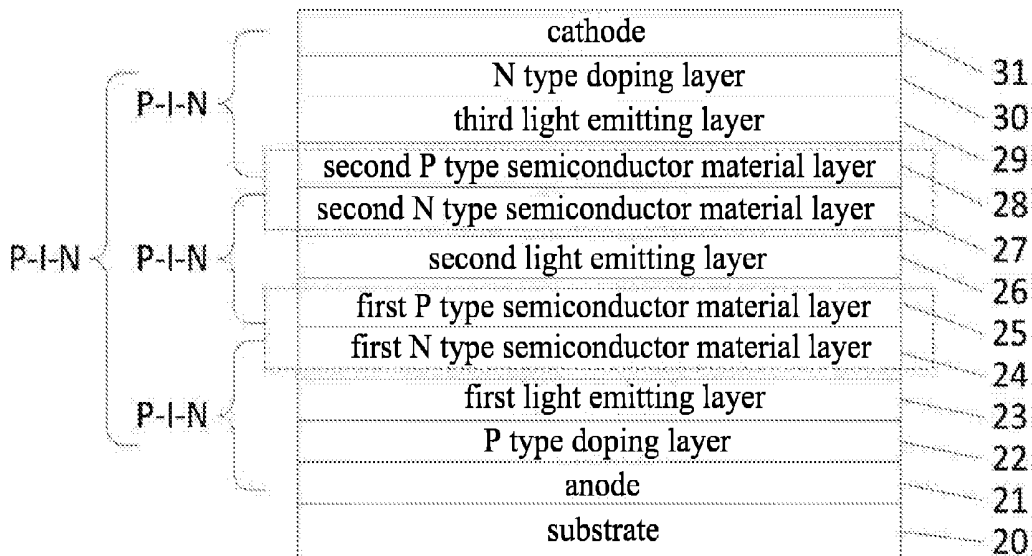 cathode
31
N type doping layer
30
P-I-N
third light emitting layer
29
second P type semiconductor material layer
28
second N type semiconductor material layer
27
P-I-N
P-I-N
second light emitting layer
26
first P type semiconductor material layer
25
first N type semiconductor material layer
24
first light emitting layer
23
P-I-N
P type doping layer
22
anode
21
substrate
20